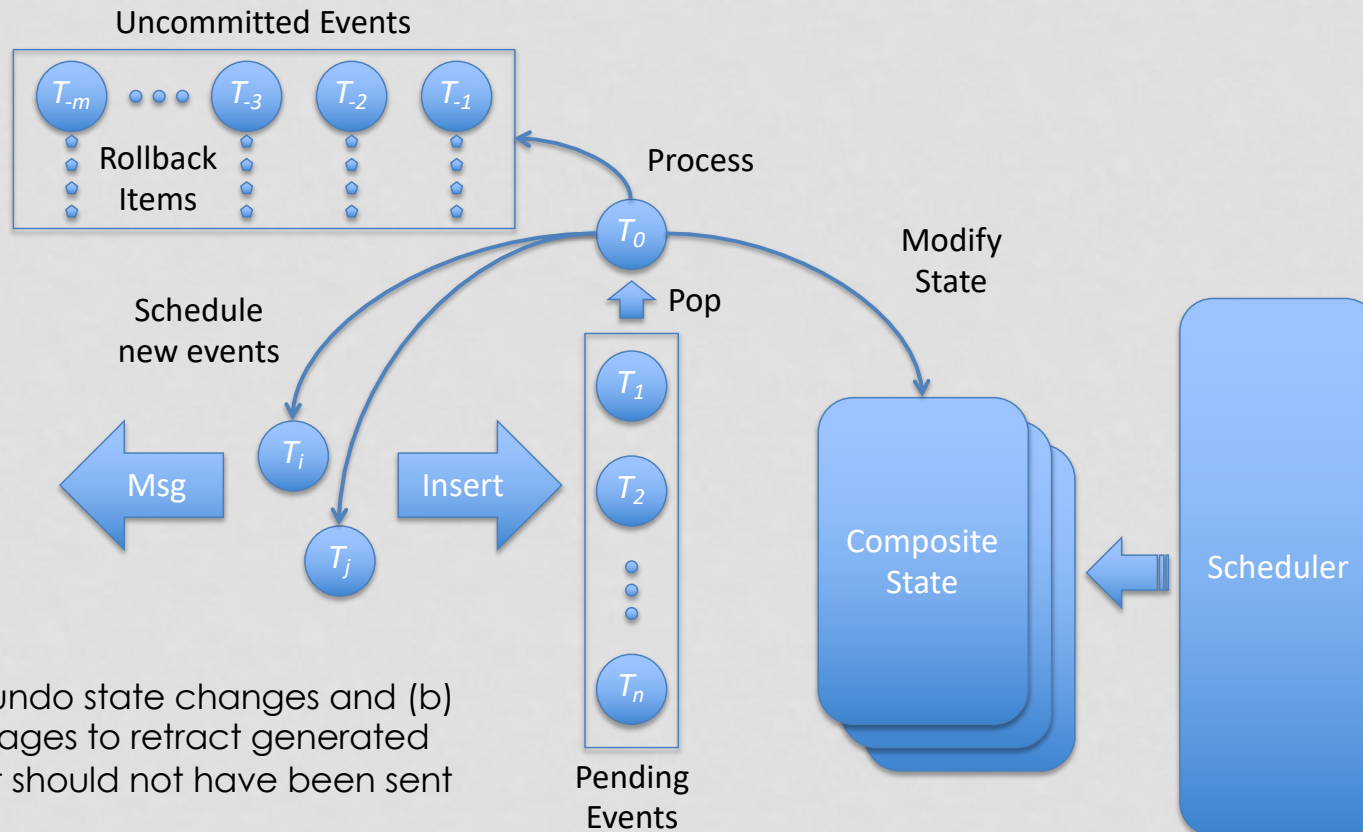 Uncommitted Events
T-m
T-3
T-2
T-1
Rollback
Items
Process
T0
Modify
State
Schedule
new events
Pop
T1
Ti
Msg
Insert
T2
Tj
Composite
State
Scheduler
Tn
undo state changes and (b)
ages to retract generated
t should not have been sent
Pending
Events